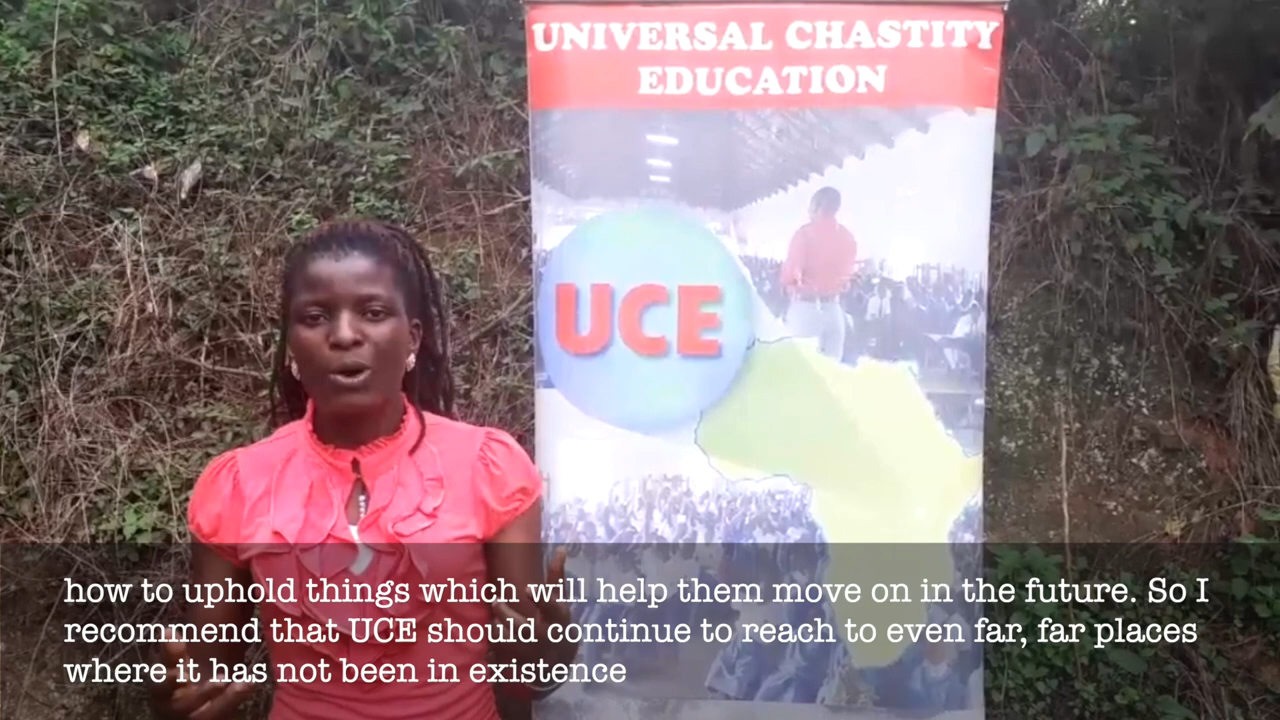 UNIVERSAL CHASTITY
EDUCATION
UCE
how to uphold things which will help them move on in the future. So I
recommend that UCE should continue to reach to even far, far places
where it has not been in existence